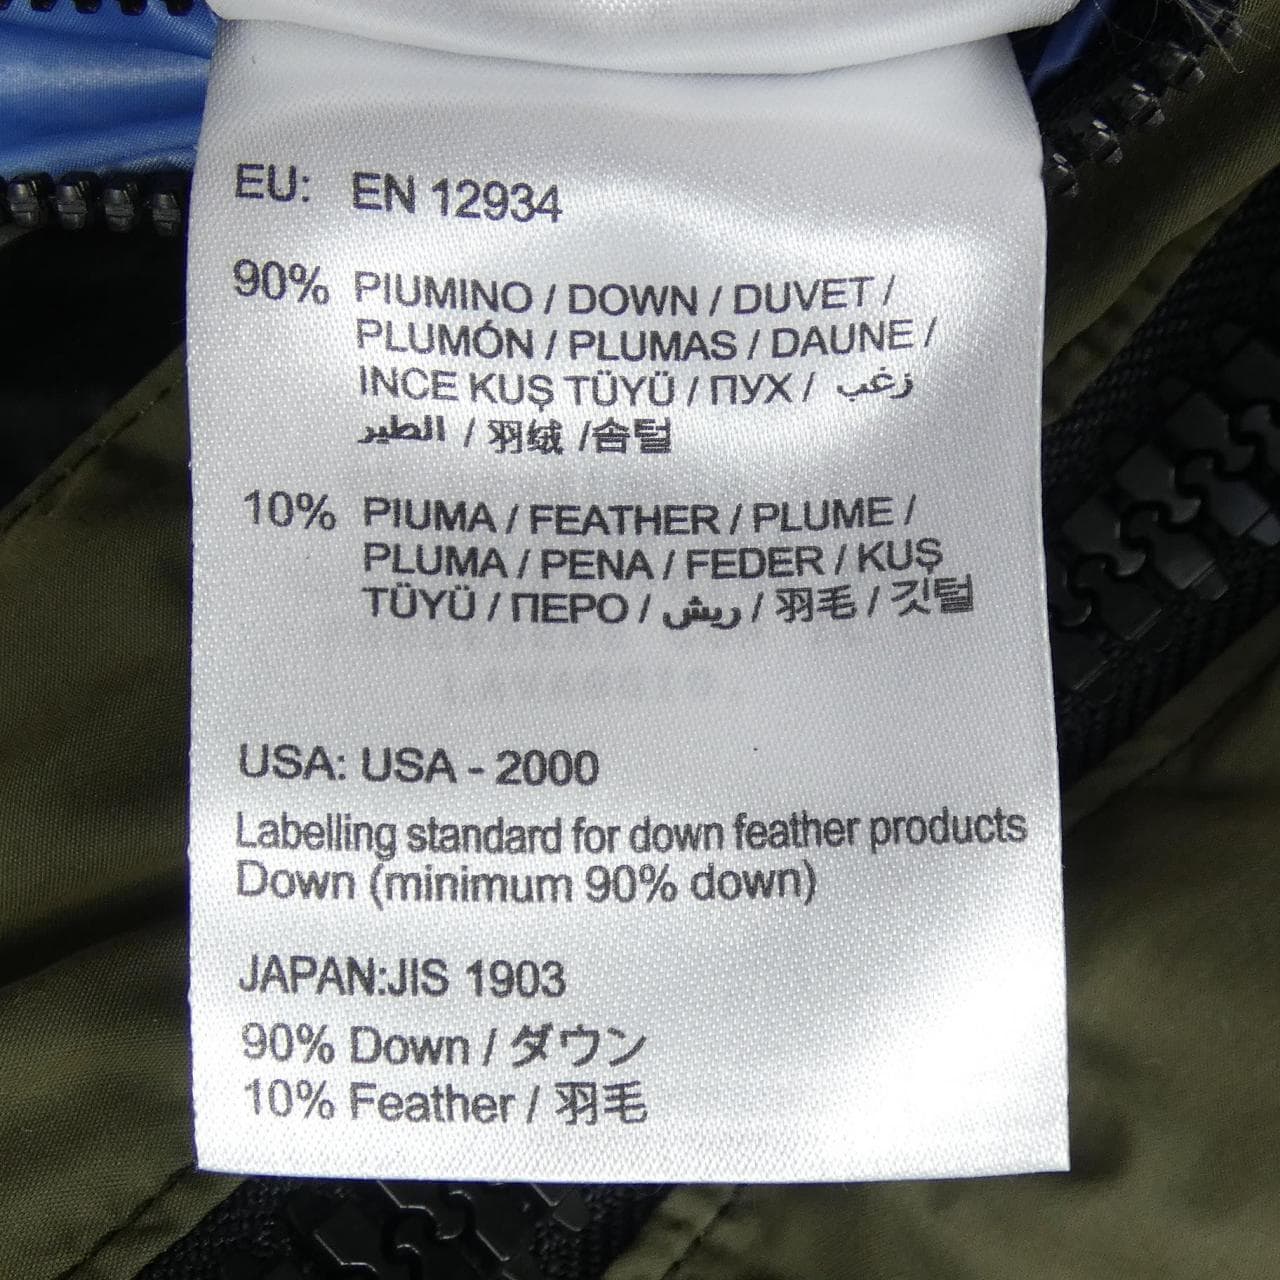 EU: EN 12934
90% PIUMINO / DOWN / DUVET /
PLUMÓN / PLUMAS / DAUNE /
INCE KUŞ TÜYÜ / ПУХ / زغب
الطير / 羽绒 /솜털
10% PIUMA / FEATHER / PLUME /
PLUMA / PENA / FEDER / KUŞ
TÜYÜ / ПЕРО / ريش / 羽毛 / 깃털
USA: USA - 2000
Labelling standard for down feather products
Down (minimum 90% down)
JAPAN:JIS 1903
90% Down / ダウン
10% Feather / 羽毛